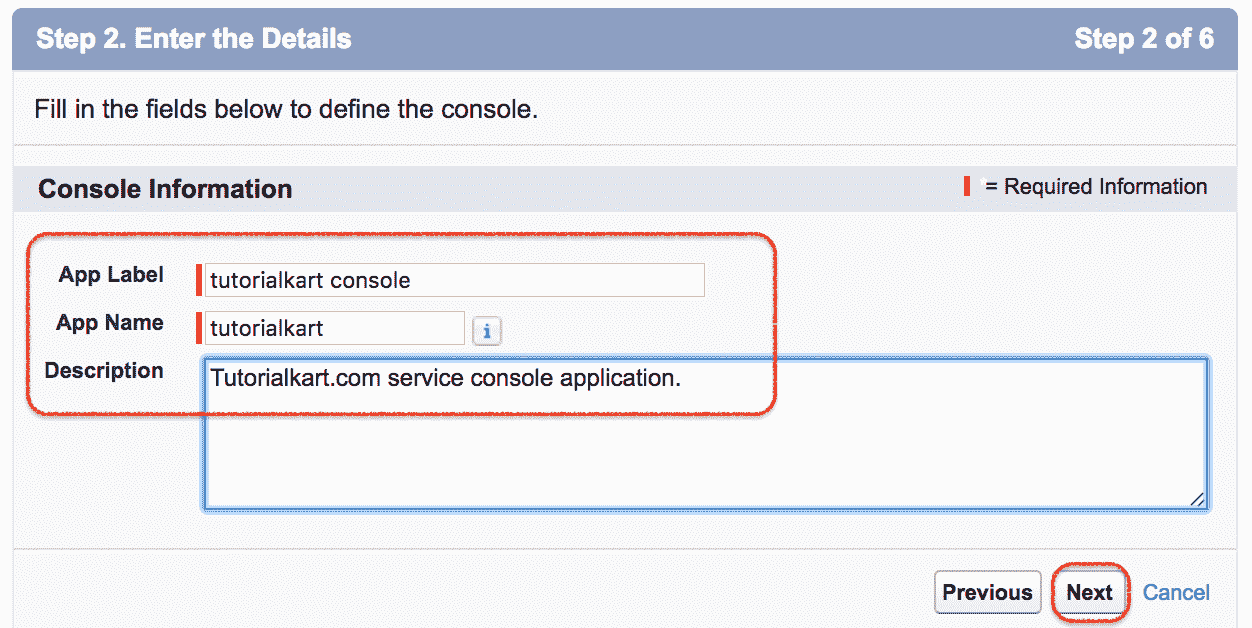 Step 2. Enter the Details Step 2 of 6
Fill in the fields below to define the console.
Console Information = Required Information
App Label tutorialkart console
App Name tutorialkart i
Description Tutorialkart.com service console application.
Previous Next Cancel